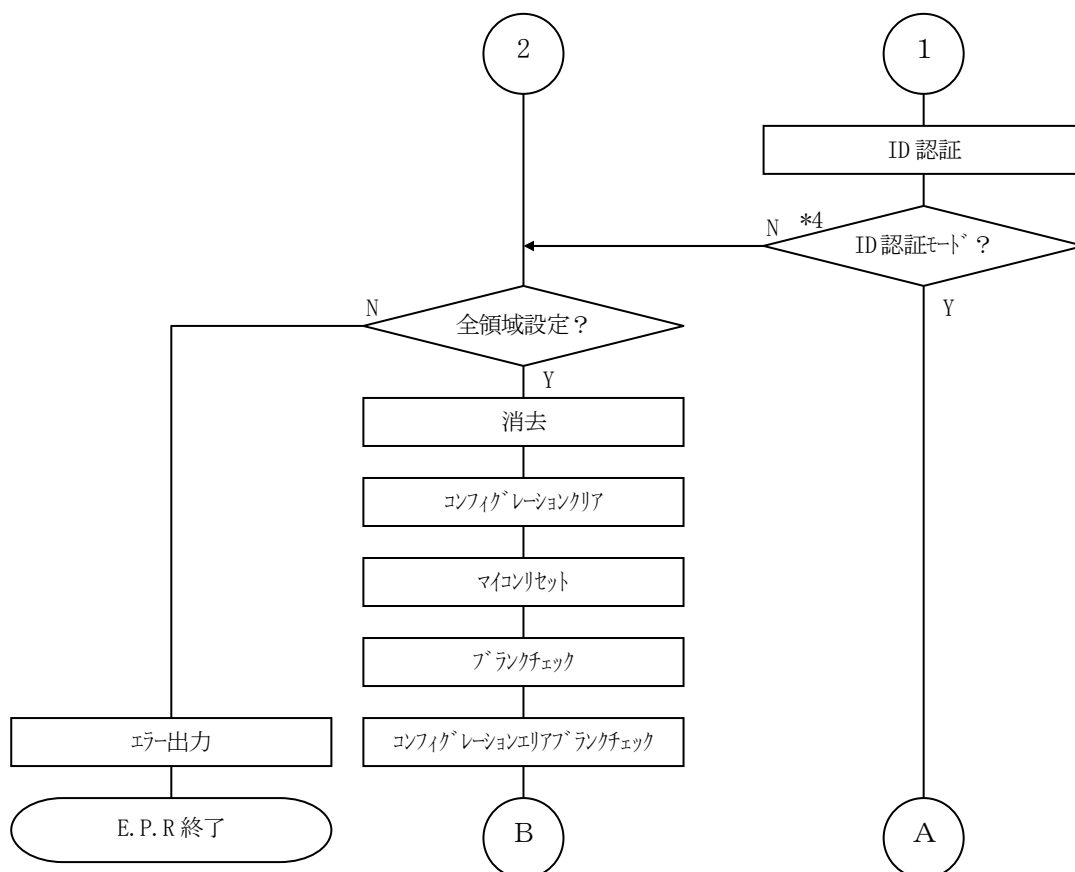 2
1
ID 認証
N *4
ID 認証ﾓｰﾄﾞ？
Y
N
全領域設定？
Y
消去
ｺﾝﾌｨｸﾞﾚｰｼｮﾝｸﾘｱ
ﾏｲｺﾝﾘｾｯﾄ
ﾌﾞﾗﾝｸﾁｪｯｸ
ｴﾗｰ出力
ｺﾝﾌｨｸﾞﾚｰｼｮﾝｴﾘｱﾌﾞﾗﾝｸﾁｪｯｸ
E.P.R 終了
B
A